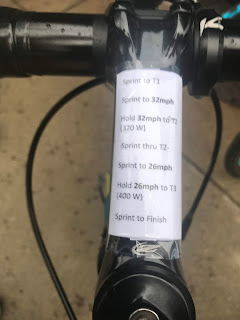 Sprint to T1
Sprint to 32mph
Hold 32mph to T2
(320 W)
Sprint thru T2-
Sprint to 26mph
Hold 26mph to T3
(400 W)
Sprint to Finish